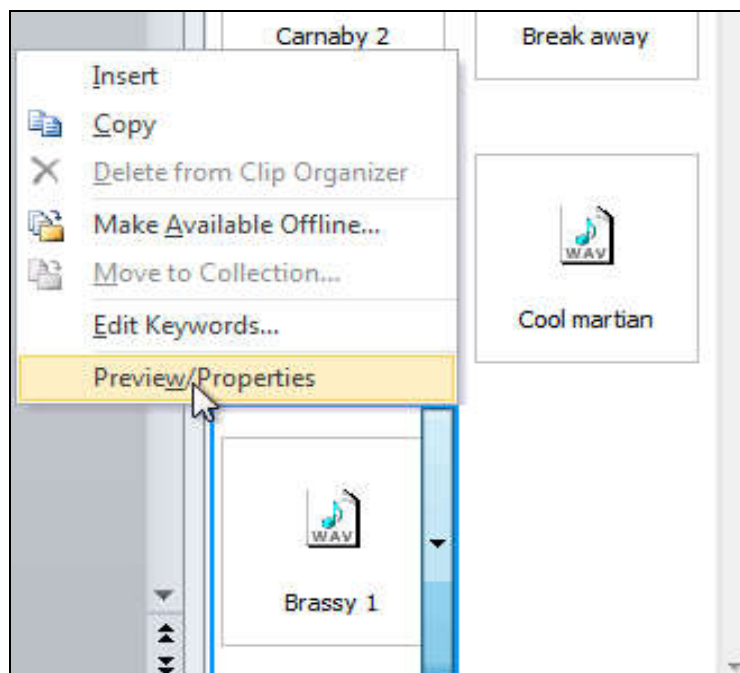 Carnaby 2
Break away
Insert
Copy
Delete from Clip Organizer
Make Available Offline...
Move to Collection...
Edit Keywords...
Preview/Properties
WAV
Cool martian
WAV
Brassy 1